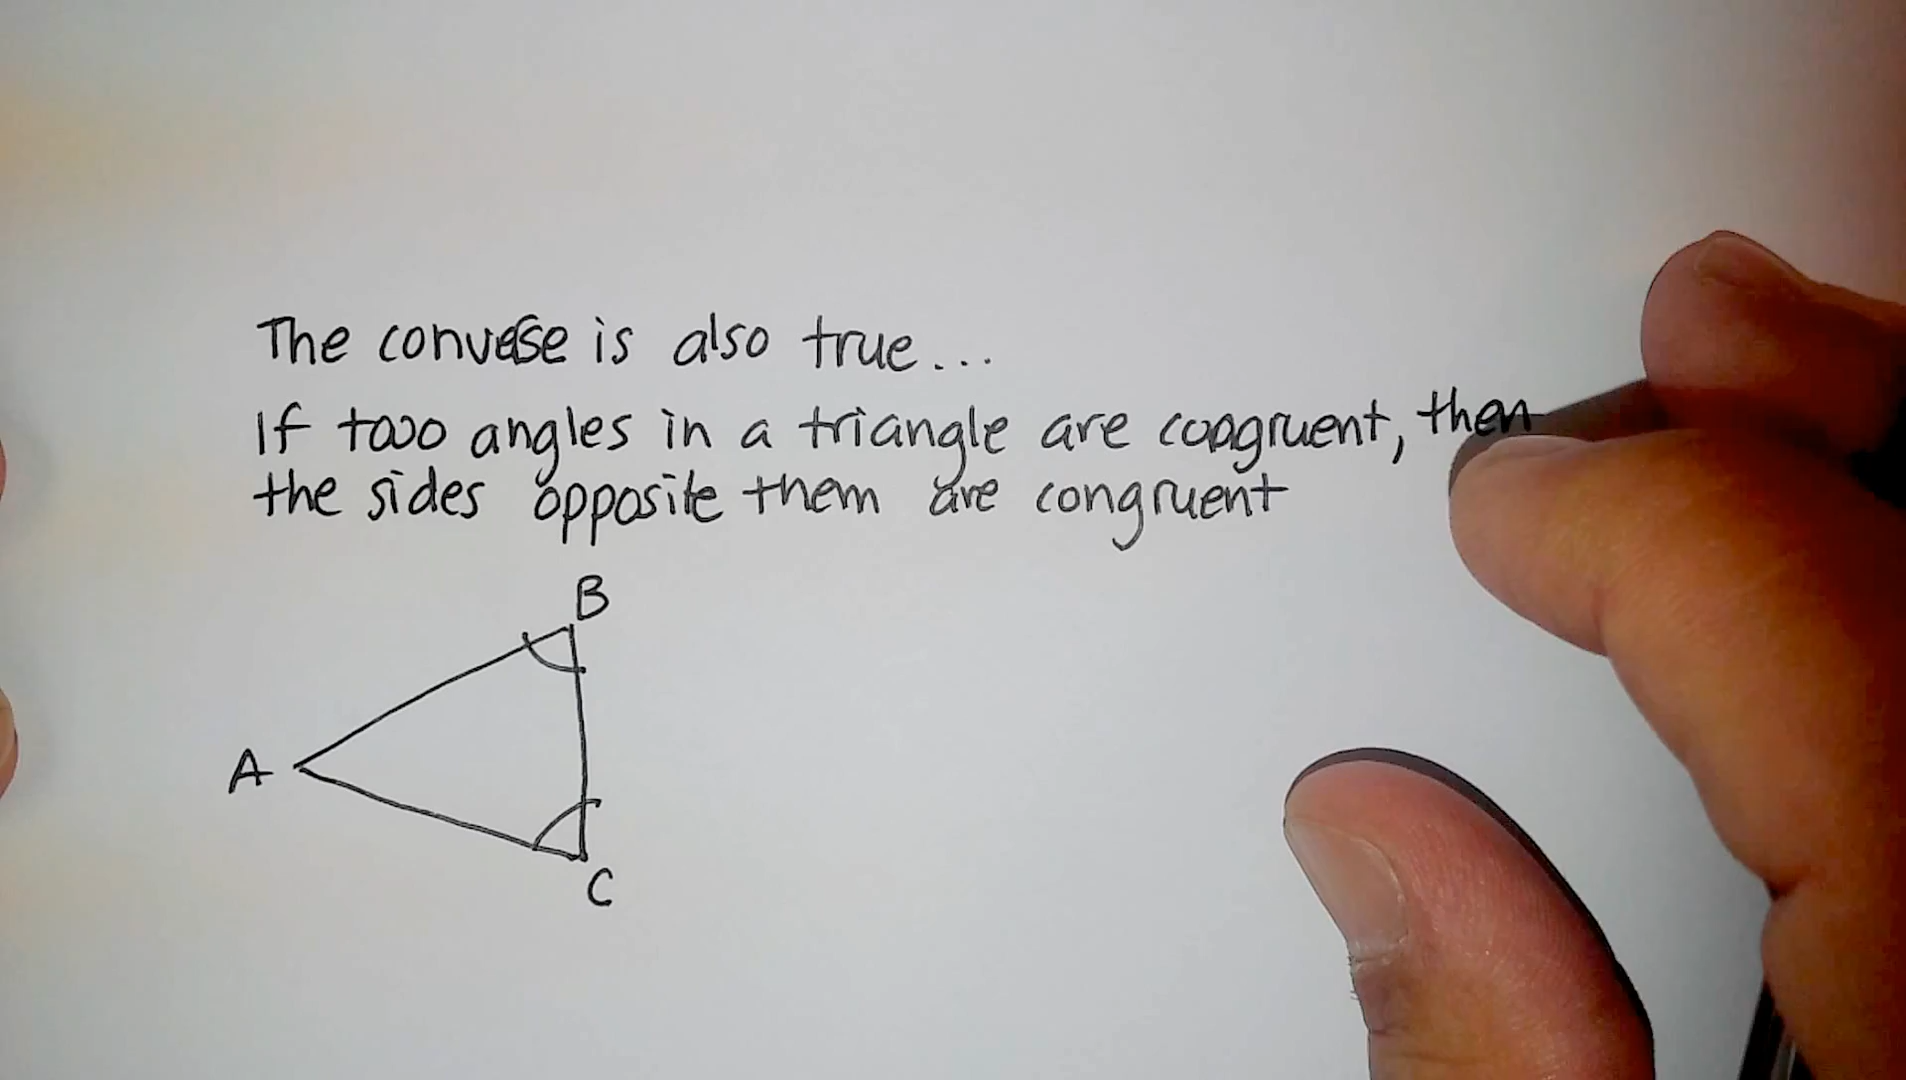 The converse is also true...
If two angles in a triangle are congruent, then
the sides opposite them are congruent
B
A
C